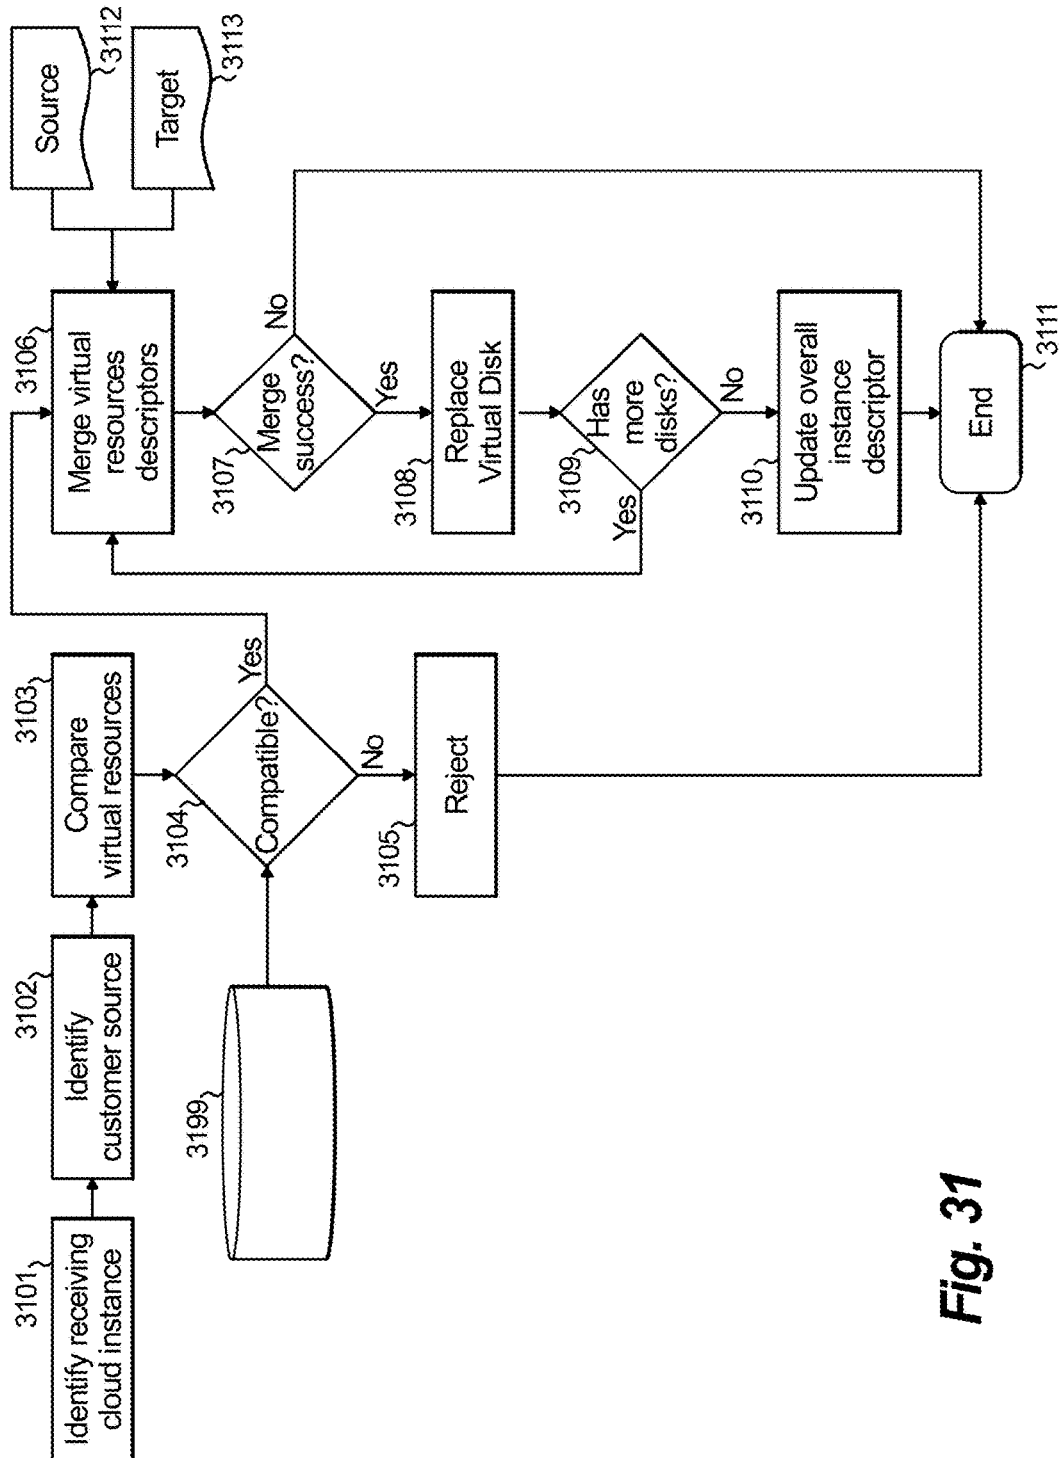 3101
Identify receiving
cloud instance
3102
Identify
customer source
3103
Compare
virtual resources
3199
3104
Compatible?
Yes
No
3105
Reject
3106
Merge virtual
resources
descriptors
Source
3112
Target
3113
3107
Merge
success?
No
Yes
3108
Replace
Virtual Disk
3109
Has
more
disks?
Yes
No
3110
Update overall
instance
descriptor
End
3111
Fig. 31